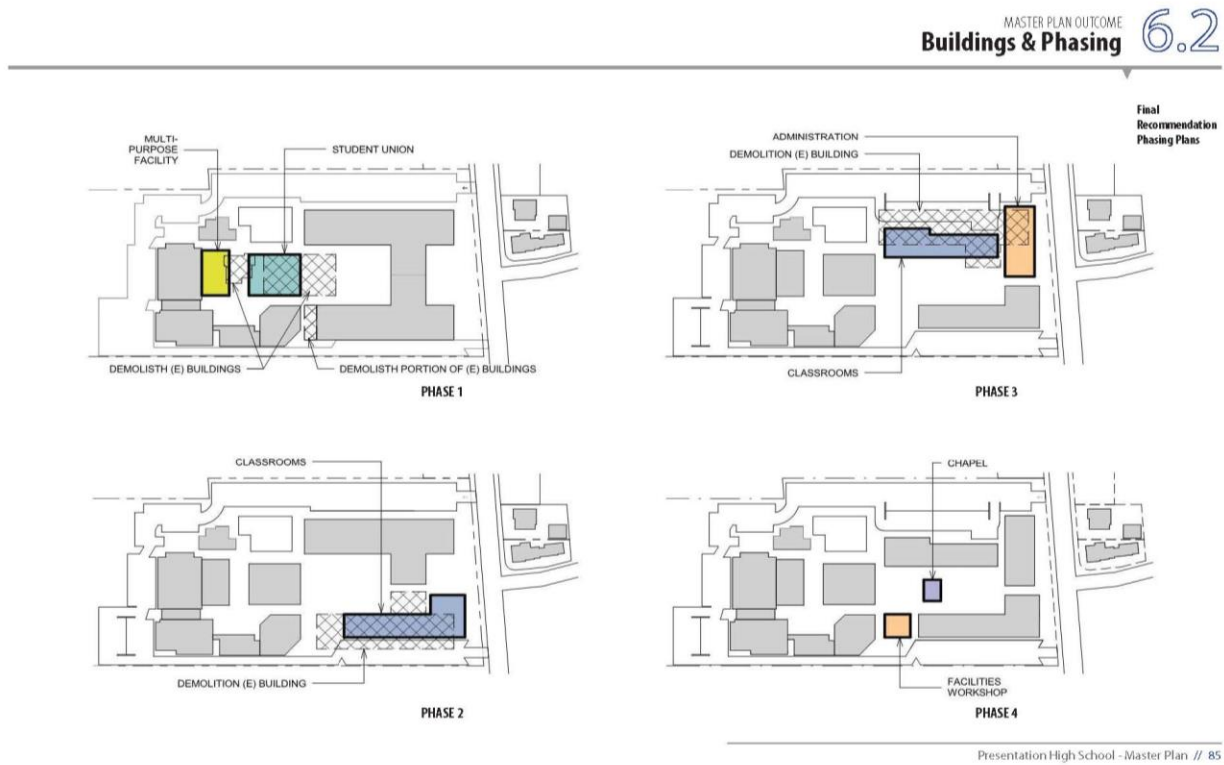 MASTER PLAN OUTCOME
Buildings & Phasing
6.2
Final
Recommendation
Phasing Plans
MULTI-
PURPOSE
FACILITY
STUDENT UNION
DEMOLISTH (E) BUILDINGS
DEMOLISTH PORTION OF (E) BUILDINGS
PHASE 1
ADMINISTRATION
DEMOLITION (E) BUILDING
CLASSROOMS
PHASE 3
CLASSROOMS
DEMOLITION (E) BUILDING
PHASE 2
CHAPEL
FACILITIES
WORKSHOP
PHASE 4
Presentation High School - Master Plan // 85